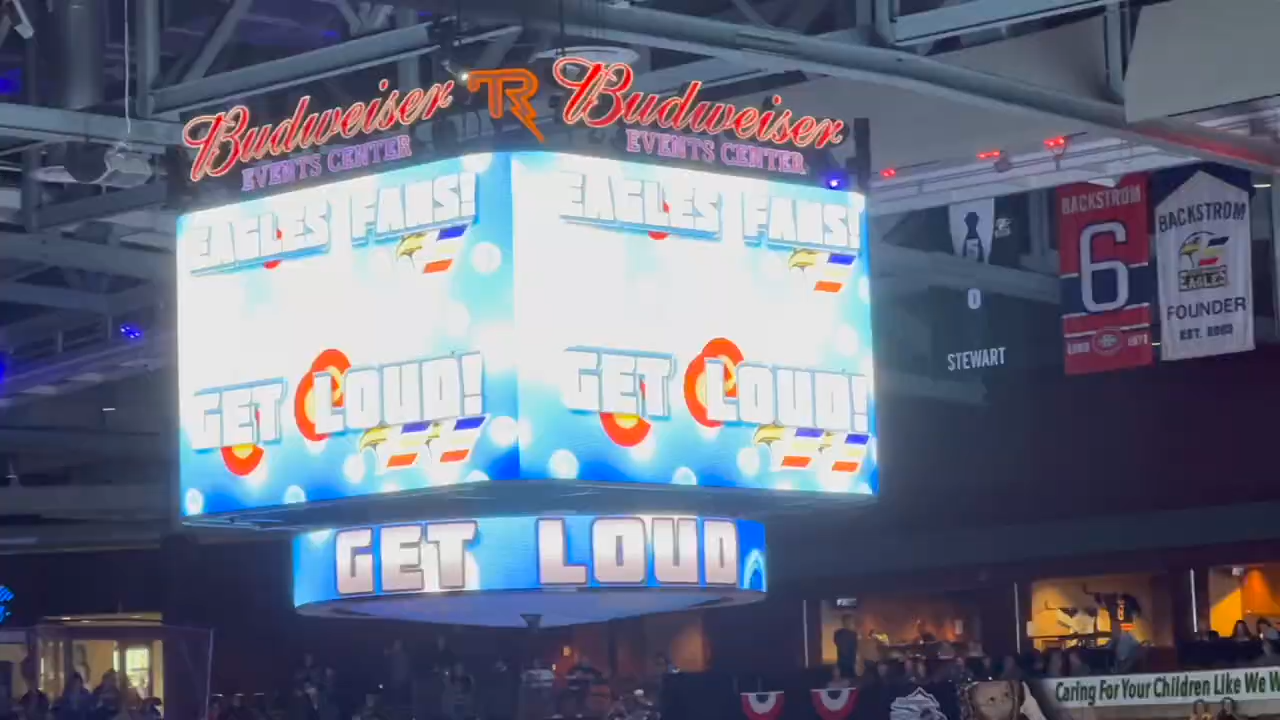 Budweiser
EVENTS CENTER
TR
Budweiser
EVENTS CENTER
EAGLES FANS!
GET LOUD!
EAGLES FANS!
GET LOUD!
GET LOUD
5
0
STEWART
BACKSTROM
6
BACKSTROM
EAGLES
FOUNDER
EST. 2003
Caring For Your Children Like We W